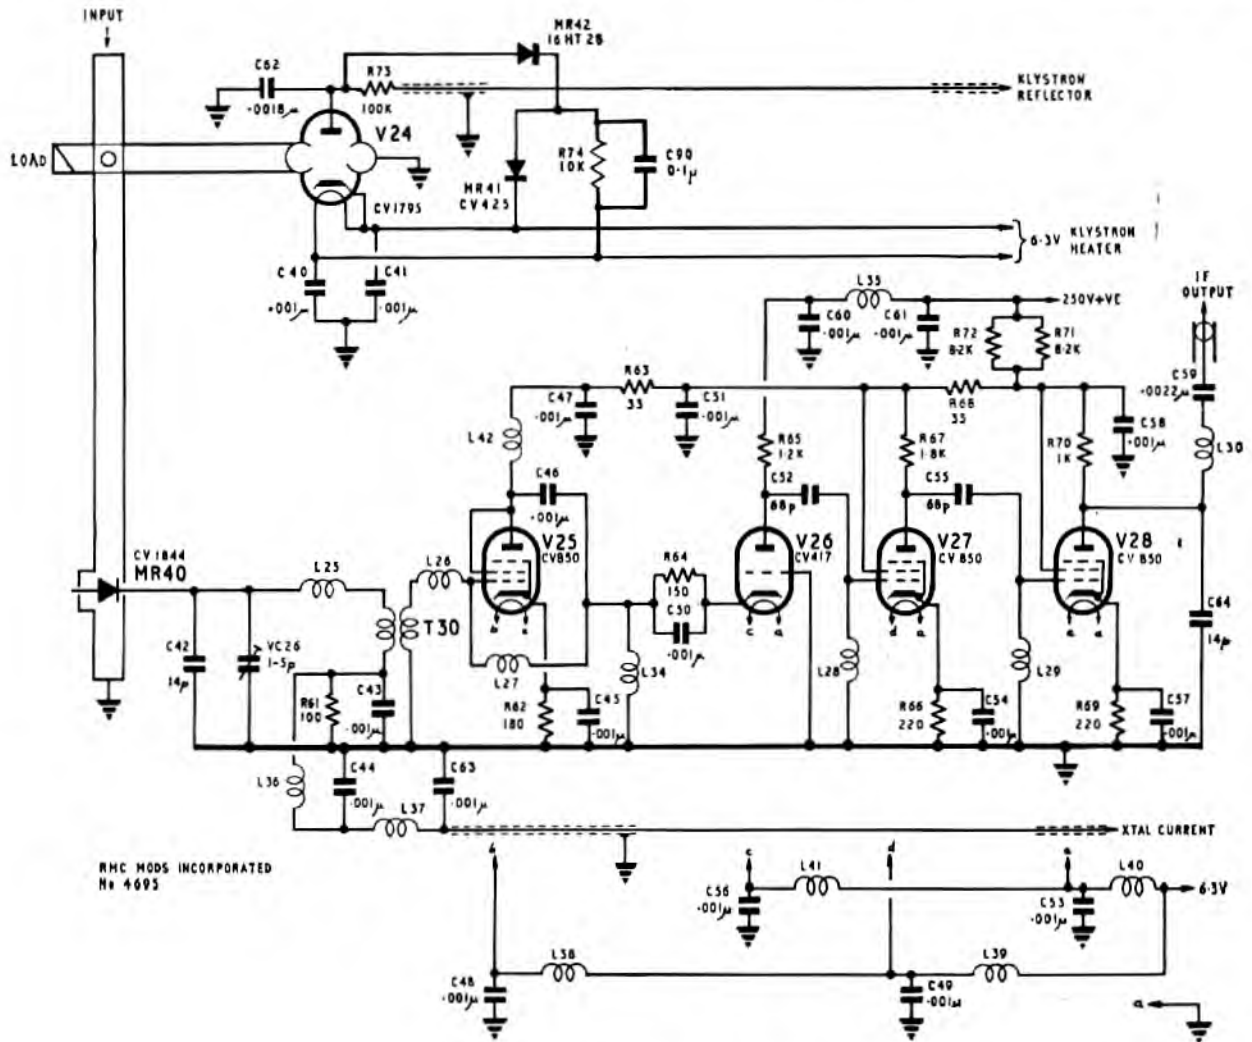 INPUT
MR42
16HT28
C62
·0018µ
R73
100K
KLYSTRON
REFLECTOR
V24
LOAD
R74
10K
C90
0·1µ
MR41
CV425
CV1795
6·3V KLYSTRON
HEATER
C40
·001µ
C41
·001µ
L35
250V+VE
IF
OUTPUT
C60
·001µ
C61
·001µ
R72
8·2K
R71
8·2K
R63
33
C47
·001µ
C51
·001µ
R68
33
C59
·0022µ
C58
·001µ
L42
R65
1·2K
R67
1·8K
R70
1K
L30
C46
·001µ
C52
68p
C55
68p
V25
CV850
V26
CV417
V27
CV850
V28
CV850
CV1844
MR40
L25
L26
R64
150
C50
·001µ
T30
C42
14p
VC26
1-5p
C64
14p
L27
L34
L28
L29
R61
100
C43
·001µ
R62
180
C45
·001µ
R66
220
C54
·001µ
R69
220
C57
·001µ
L36
C44
·001µ
C63
·001µ
L37
XTAL CURRENT
RMC MODS INCORPORATED
No 4695
b
c
d
e
L41
L40
6·3V
C56
·001µ
C53
·001µ
L38
L39
C48
·001µ
C49
·001µ
a